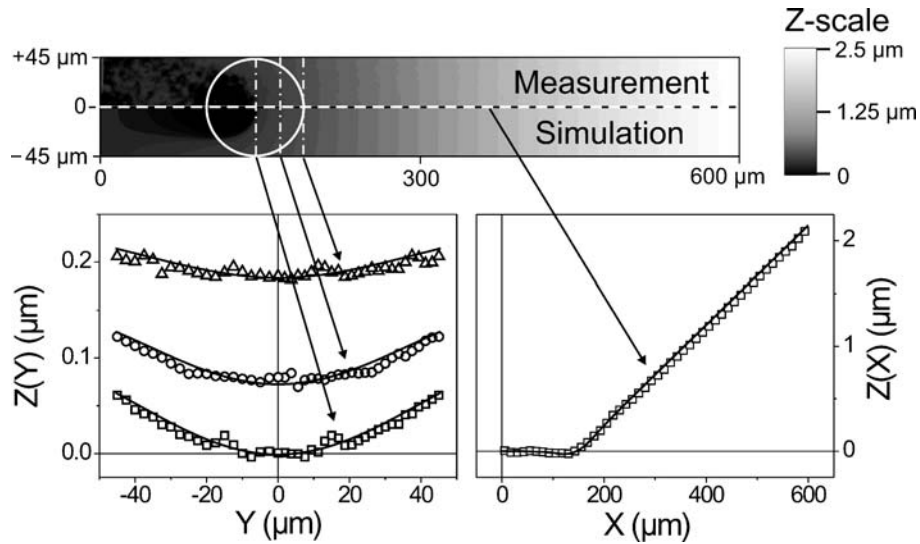 Z-scale
+45 µm
0
−45 µm
Measurement
Simulation
0
300
600 µm
2.5 µm
1.25 µm
0
Z(Y) (µm)
0.2
0.1
0.0
-40
-20
0
20
40
Y (µm)
Z(X) (µm)
2
1
0
0
200
400
600
X (µm)